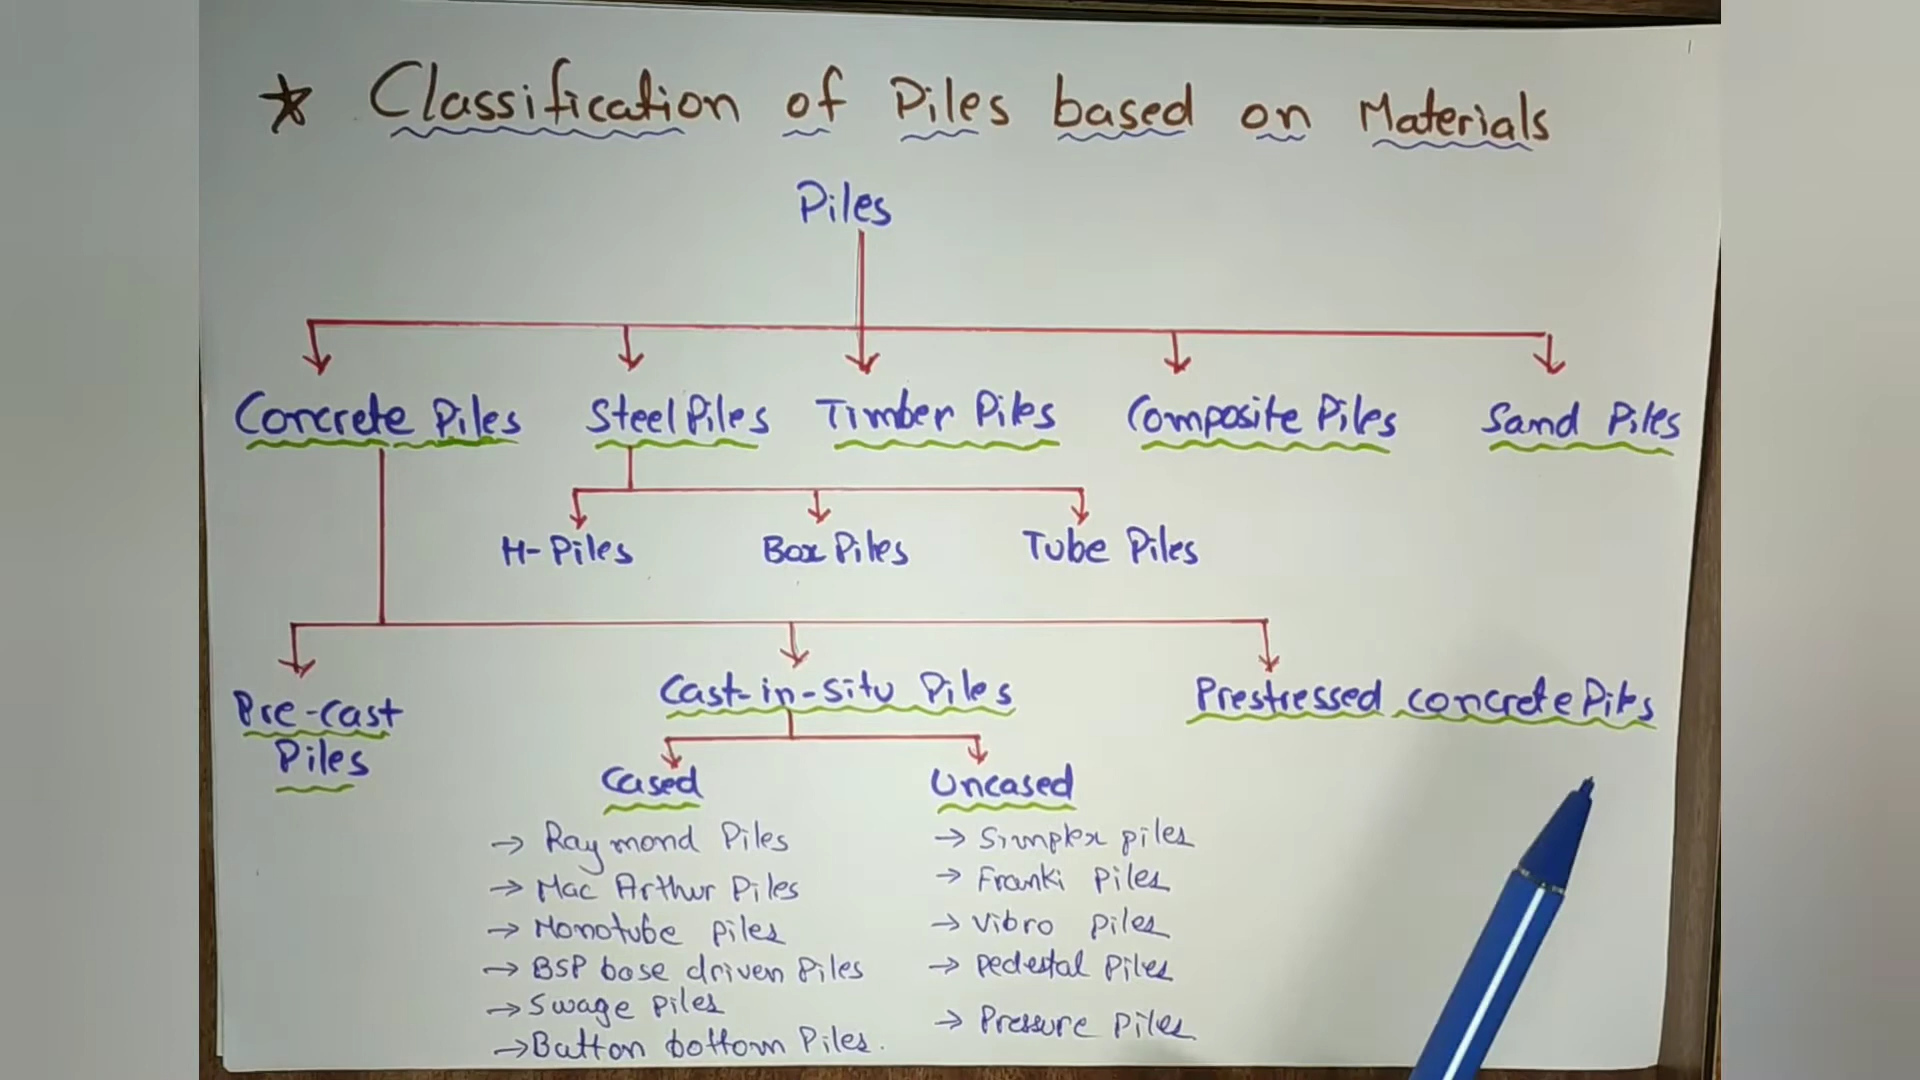 Classification of Piles based on Materials
Piles
Concrete Piles Steel Piles Timber Piles Composite Piles Sand Piles
H-Piles Box Piles Tube Piles
Pre-cast Piles Cast-in-situ Piles Prestressed concrete Piles
Cased Uncased
→ Raymond Piles
→ Mac Arthur Piles
→ Monotube piles
→ BSP base driven Piles
→ Swage piles
→ Button bottom Piles.
→ Simplex piles
→ Franki Piles
→ Vibro piles
→ Pedestal Piles
→ Pressure Piles